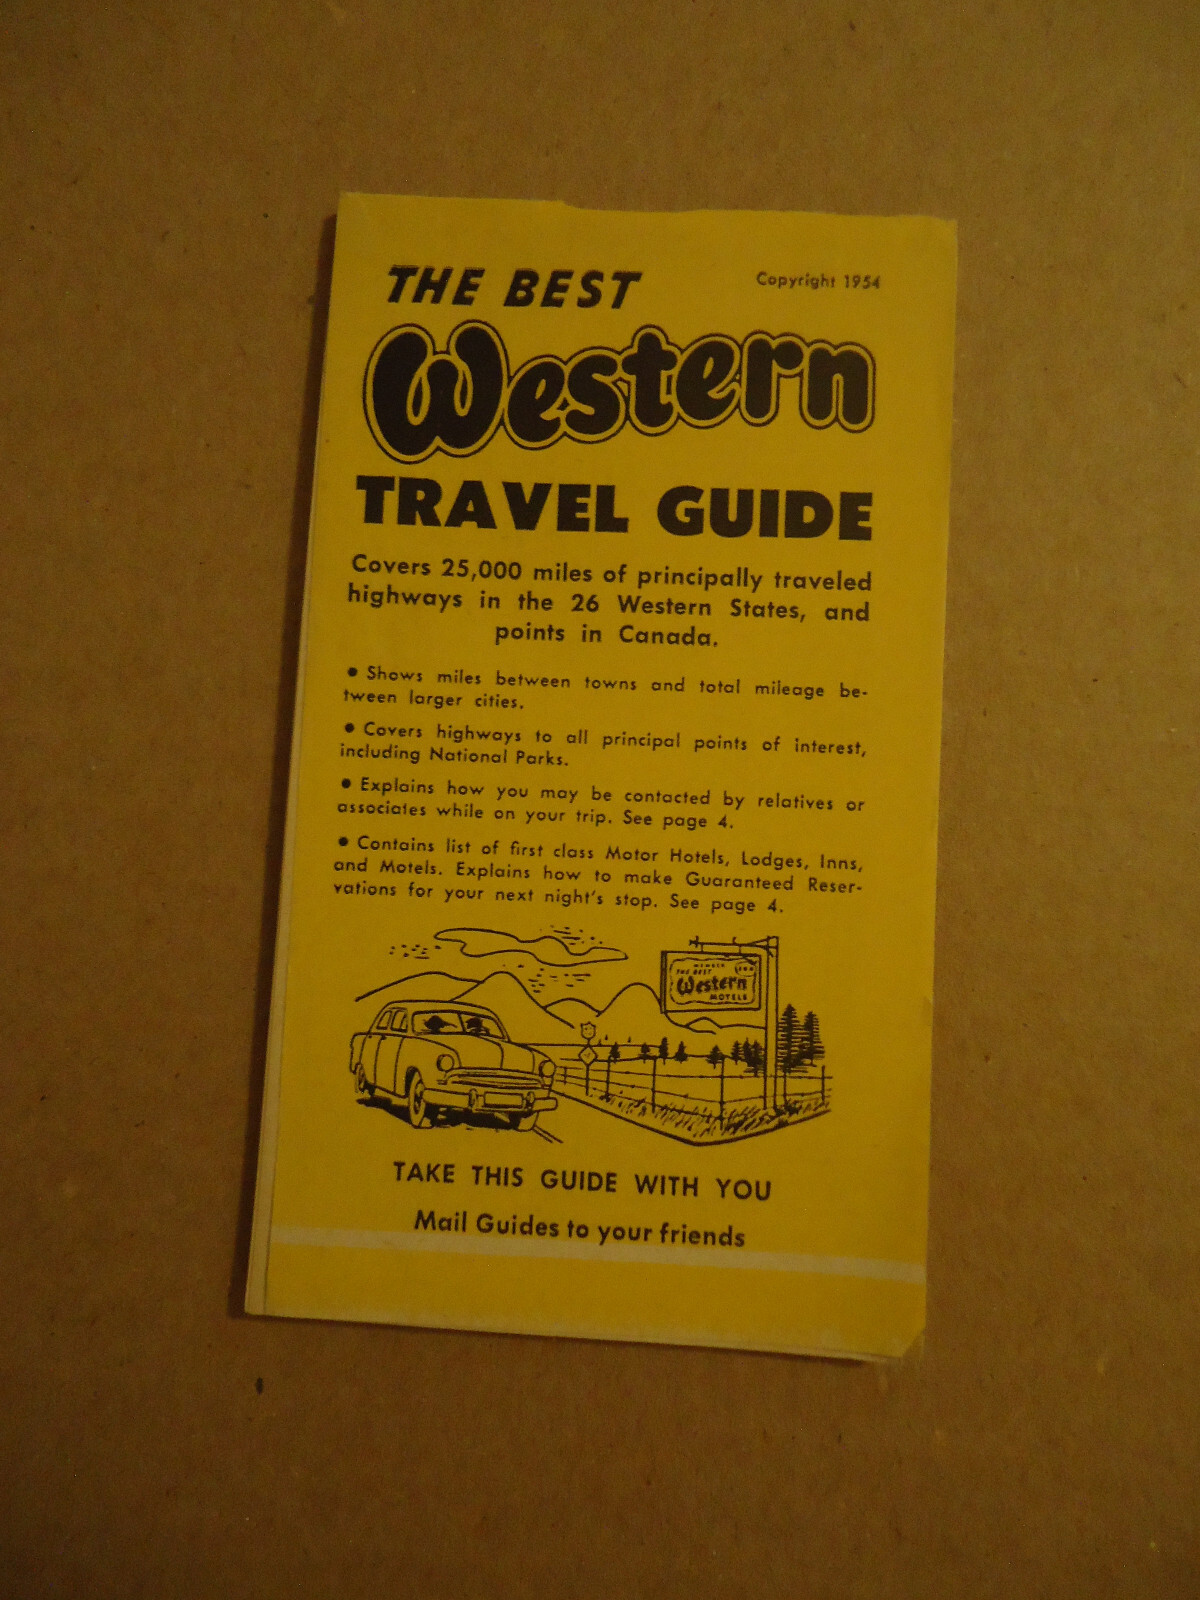 THE BEST
Copyright 1954
Western
TRAVEL GUIDE
Covers 25,000 miles of principally traveled
highways in the 26 Western States, and
points in Canada.
• Shows miles between towns and total mileage be-
tween larger cities.
• Covers highways to all principal points of interest,
including National Parks.
• Explains how you may be contacted by relatives or
associates while on your trip. See page 4.
• Contains list of first class Motor Hotels, Lodges, Inns,
and Motels. Explains how to make Guaranteed Reser-
vations for your next night's stop. See page 4.
MEMBER
THE BEST
Western
MOTELS
TAKE THIS GUIDE WITH YOU
Mail Guides to your friends